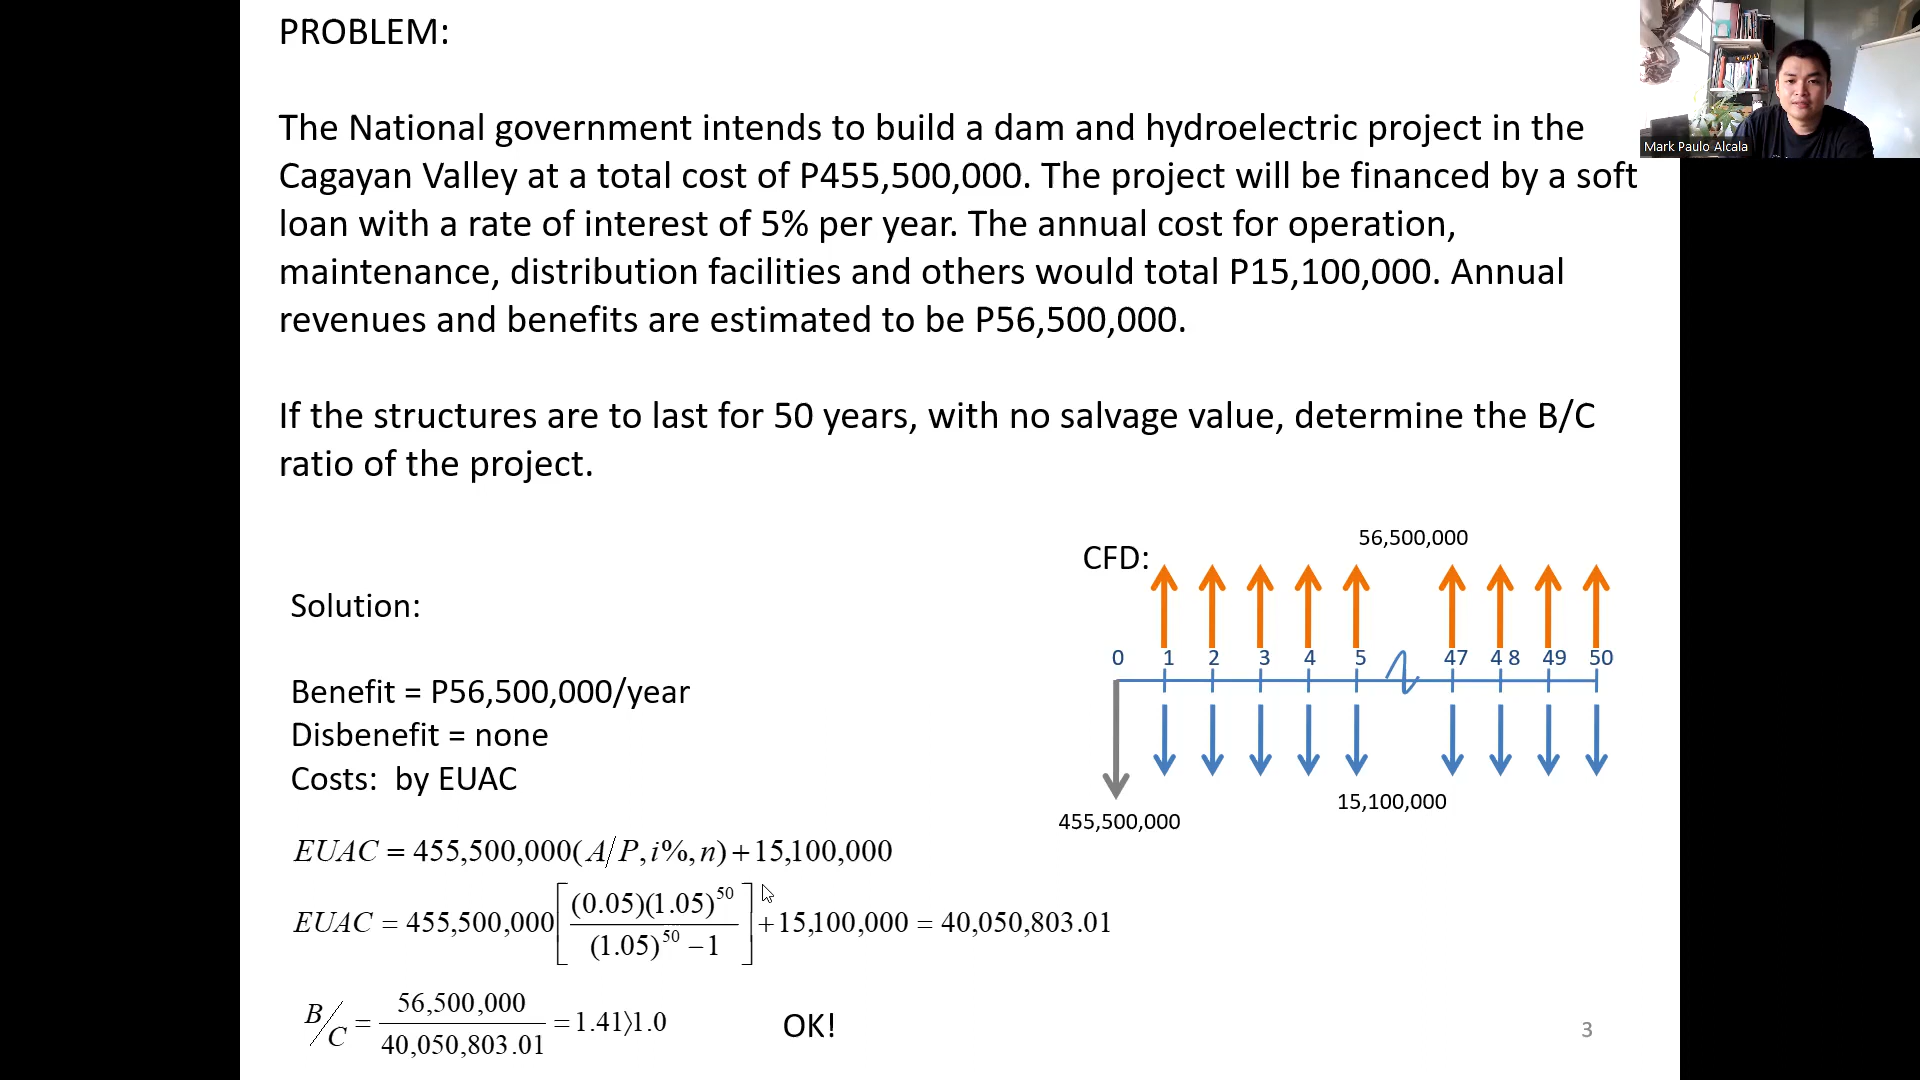 PROBLEM:
The National government intends to build a dam and hydroelectric project in the
Cagayan Valley at a total cost of P455,500,000. The project will be financed by a soft
loan with a rate of interest of 5% per year. The annual cost for operation,
maintenance, distribution facilities and others would total P15,100,000. Annual
revenues and benefits are estimated to be P56,500,000.
If the structures are to last for 50 years, with no salvage value, determine the B/C
ratio of the project.
Solution:
Benefit = P56,500,000/year
Disbenefit = none
Costs:  by EUAC
EUAC = 455,500,000(A/P,i%,n)+15,100,000
EUAC = 455,500,000[(0.05)(1.05)^50 / (1.05)^50 −1]+15,100,000 = 40,050,803.01
B/C = 56,500,000 / 40,050,803.01 = 1.41⟩1.0
OK!
CFD:
56,500,000
0 1 2 3 4 5 47 4 8 49 50
15,100,000
455,500,000
3
Mark Paulo Alcala